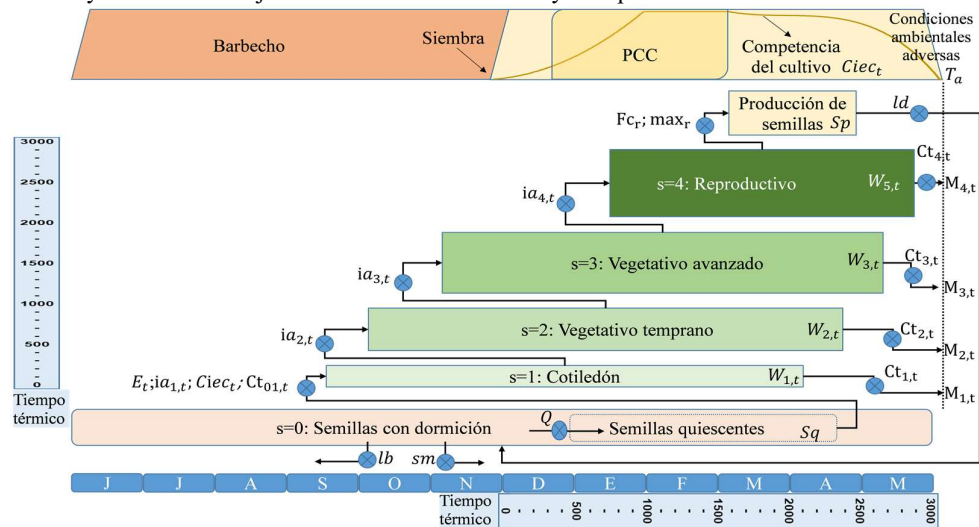 Barbecho
Siembra
PCC
Competencia
del cultivo Ciec_t
Condiciones
ambientales
adversas
T_a
Fc_r; max_r
Producción de
semillas Sp
ld
ia_4,t
s=4: Reproductivo
W_5,t
Ct_4,t
M_4,t
ia_3,t
s=3: Vegetativo avanzado
W_3,t
Ct_3,t
M_3,t
ia_2,t
s=2: Vegetativo temprano
W_2,t
Ct_2,t
M_2,t
E_t;ia_1,t; Ciec_t; Ct_01,t
s=1: Cotiledón
W_1,t
Ct_1,t
M_1,t
3000
2500
2000
1500
1000
500
0
Tiempo
térmico
s=0: Semillas con dormición
Q
Semillas quiescentes
Sq
lb
sm
J J A S O N D E F M A M
Tiempo
térmico
0 500 1000 1500 2000 2500 3000